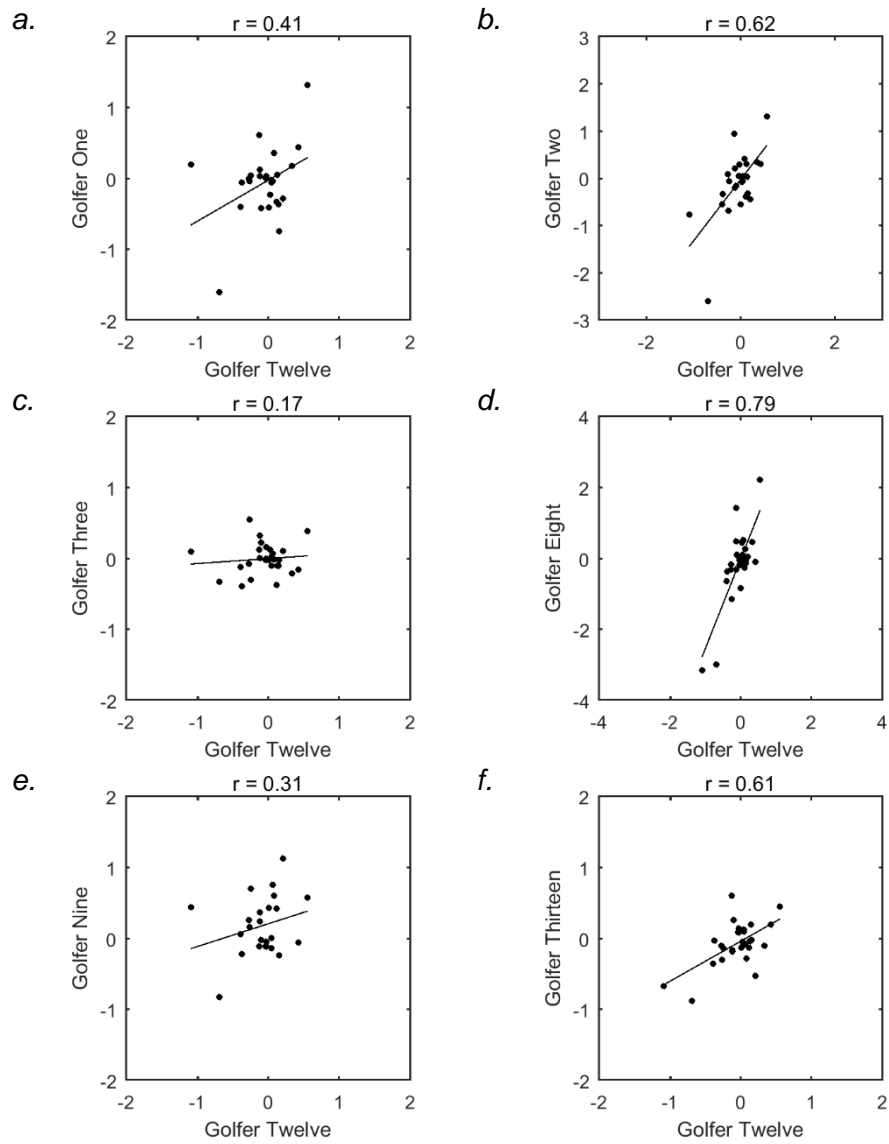 a.
r = 0.41
2
1
0
-1
-2
Golfer One
-2
-1
0
1
2
Golfer Twelve
b.
r = 0.62
3
2
1
0
-1
-2
-3
Golfer Two
-2
0
2
Golfer Twelve
c.
r = 0.17
2
1
0
-1
-2
Golfer Three
-2
-1
0
1
2
Golfer Twelve
d.
r = 0.79
4
2
0
-2
-4
Golfer Eight
-4
-2
0
2
4
Golfer Twelve
e.
r = 0.31
2
1
0
-1
-2
Golfer Nine
-2
-1
0
1
2
Golfer Twelve
f.
r = 0.61
2
1
0
-1
-2
Golfer Thirteen
-2
-1
0
1
2
Golfer Twelve